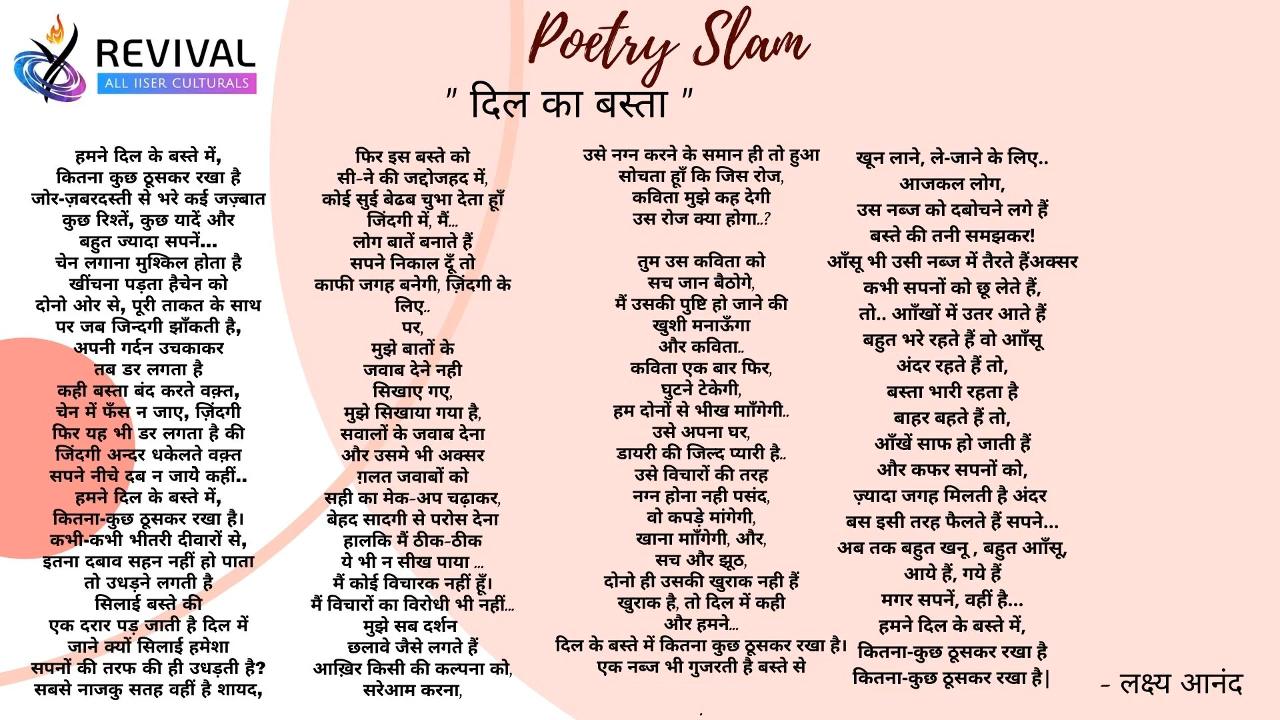 REVIVAL
ALL IISER CULTURALS
Poetry Slam
" दिल का बस्ता "
हमने दिल के बस्ते में,
कितना कुछ ठूसकर रखा है
जोर-ज़बरदस्ती से भरे कई जज़्बात
कुछ रिश्तें, कुछ यादें और
बहुत ज्यादा सपनें...
चेन लगाना मुश्किल होता है
खींचना पड़ता हैचेन को
दोनो ओर से, पूरी ताकत के साथ
पर जब जिन्दगी झाँकती है,
अपनी गर्दन उचकाकर
तब डर लगता है
कही बस्ता बंद करते वक़्त,
चेन में फँस न जाए, ज़िंदगी
फिर यह भी डर लगता है की
जिंदगी अन्दर धकेलते वक़्त
सपने नीचे दब न जाये कहीं..
हमने दिल के बस्ते में,
कितना-कुछ ठूसकर रखा है।
कभी-कभी भीतरी दीवारों से,
इतना दबाव सहन नहीं हो पाता
तो उधड़ने लगती है
सिलाई बस्ते की
एक दरार पड़ जाती है दिल में
जाने क्यों सिलाई हमेशा
सपनों की तरफ की ही उधड़ती है?
सबसे नाजकु सतह वहीं है शायद,
फिर इस बस्ते को
सी-ने की जद्दोजहद में,
कोई सुई बेढब चुभा देता हूाँ
जिंदगी में, मैं...
लोग बातें बनाते हैं
सपने निकाल दूँ तो
काफी जगह बनेगी, ज़िंदगी के
लिए..
पर,
मुझे बातों के
जवाब देने नही
सिखाए गए,
मुझे सिखाया गया है,
सवालों के जवाब देना
और उसमे भी अक्सर
ग़लत जवाबों को
सही का मेक-अप चढ़ाकर,
बेहद सादगी से परोस देना
हालकि मैं ठीक-ठीक
ये भी न सीख पाया ...
मैं कोई विचारक नहीं हूँ।
मैं विचारों का विरोधी भी नहीं...
मुझे सब दर्शन
छलावे जैसे लगते हैं
आख़िर किसी की कल्पना को,
सरेआम करना,
उसे नग्न करने के समान ही तो हुआ
सोचता हूाँ कि जिस रोज,
कविता मुझे कह देगी
उस रोज क्या होगा..?
तुम उस कविता को
सच जान बैठोगे,
मैं उसकी पुष्टि हो जाने की
खुशी मनाऊँगा
और कविता..
कविता एक बार फिर,
घुटने टेकेगी,
हम दोनों से भीख मााँगेगी..
उसे अपना घर,
डायरी की जिल्द प्यारी है..
उसे विचारों की तरह
नग्न होना नही पसंद,
वो कपड़े मांगेगी,
खाना मााँगेगी, और,
सच और झूठ,
दोनो ही उसकी खुराक नही हैं
खुराक है, तो दिल में कही
और हमने...
दिल के बस्ते में कितना कुछ ठूसकर रखा है।
एक नब्ज भी गुजरती है बस्ते से
.
खून लाने, ले-जाने के लिए..
आजकल लोग,
उस नब्ज को दबोचने लगे हैं
बस्ते की तनी समझकर!
आँसू भी उसी नब्ज में तैरते हैंअक्सर
कभी सपनों को छू लेते हैं,
तो.. आाँखों में उतर आते हैं
बहुत भरे रहते हैं वो आाँसू
अंदर रहते हैं तो,
बस्ता भारी रहता है
बाहर बहते हैं तो,
आँखें साफ हो जाती हैं
और कफर सपनों को,
ज़्यादा जगह मिलती है अंदर
बस इसी तरह फैलते हैं सपने...
अब तक बहुत खनू , बहुत आाँसू,
आये हैं, गये हैं
मगर सपनें, वहीं है...
हमने दिल के बस्ते में,
कितना-कुछ ठूसकर रखा है
कितना-कुछ ठूसकर रखा है|
- लक्ष्य आनंद